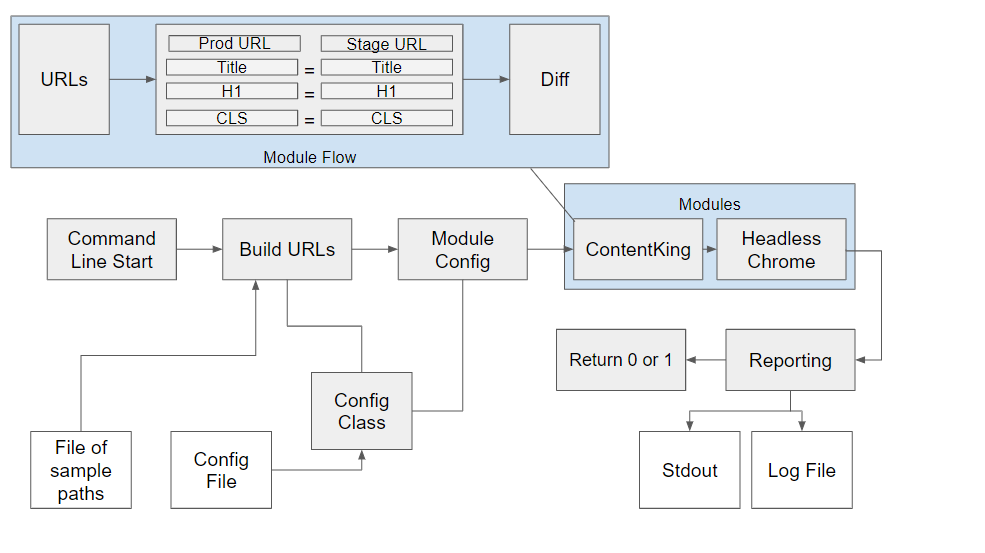 URLs
Prod URL
Stage URL
Title = Title
H1 = H1
CLS = CLS
Diff
Module Flow
Modules
Command
Line Start
Build URLs
Module
Config
ContentKing
Headless
Chrome
Return 0 or 1
Reporting
Config
Class
File of
sample
paths
Config
File
Stdout
Log File